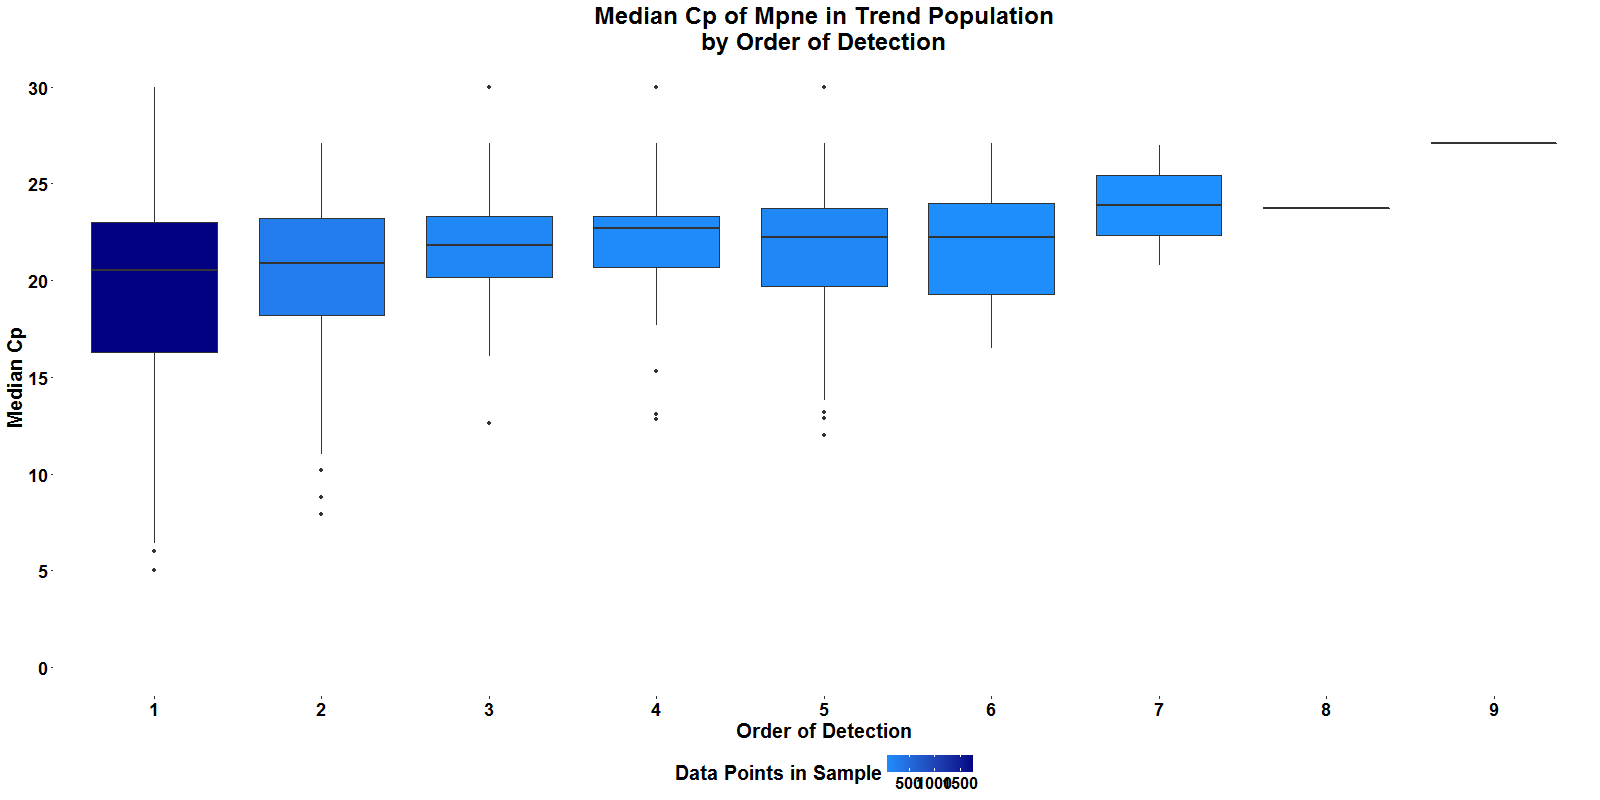 Median Cp of Mpne in Trend Population
by Order of Detection
30
25
20
15
10
5
0
Median Cp
1 2 3 4 5 6 7 8 9
Order of Detection
Data Points in Sample
500 1000 1500